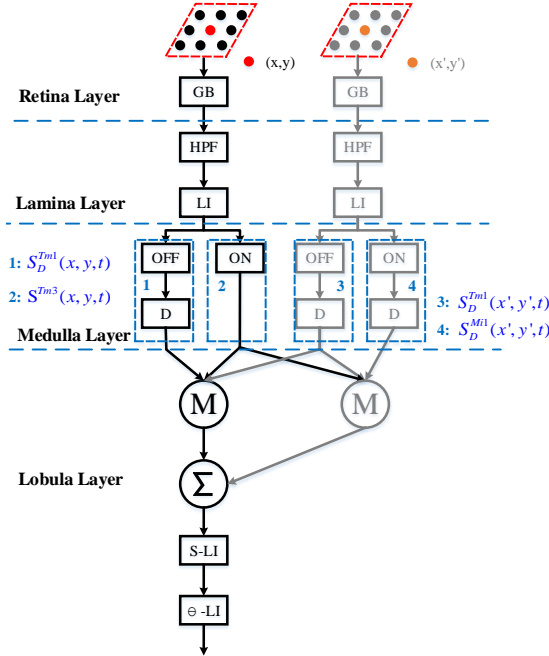 (x,y)
(x',y')
GB
GB
Retina Layer
HPF
HPF
LI
LI
Lamina Layer
OFF
ON
OFF
ON
1: S_D^{Tm1}(x, y,t)
1
2
3
4
2: S^{Tm3}(x, y,t)
D
D
D
3: S_D^{Tm1}(x', y',t)
4: S_D^{Mi1}(x', y',t)
Medulla Layer
M
M
Lobula Layer
Σ
S-LI
Θ -LI